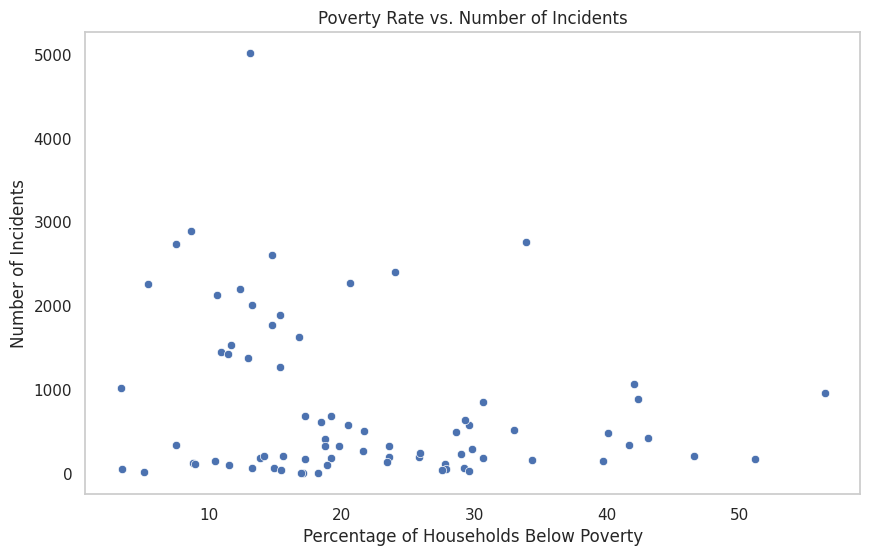 Poverty Rate vs. Number of Incidents
5000
4000
3000
2000
1000
0
Number of Incidents
10 20 30 40 50
Percentage of Households Below Poverty